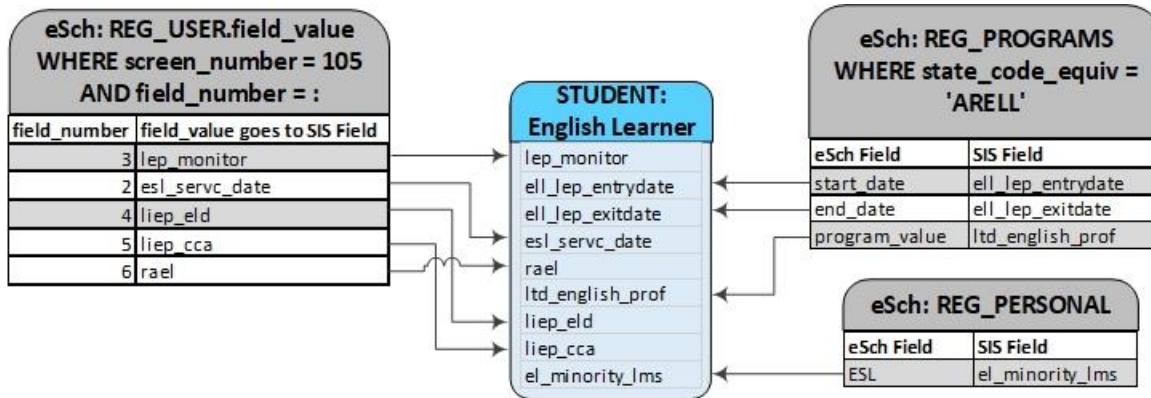 eSch: REG_USER.field_value
WHERE screen_number = 105
AND field_number = :
field_number field_value goes to SIS Field
3 lep_monitor
2 esl_servc_date
4 liep_eld
5 liep_cca
6 rael
STUDENT:
English Learner
lep_monitor
ell_lep_entrydate
ell_lep_exitdate
esl_servc_date
rael
ltd_english_prof
liep_eld
liep_cca
el_minority_lms
eSch: REG_PROGRAMS
WHERE state_code_equiv =
'ARELL'
eSch Field SIS Field
start_date ell_lep_entrydate
end_date ell_lep_exitdate
program_value ltd_english_prof
eSch: REG_PERSONAL
eSch Field SIS Field
ESL el_minority_lms